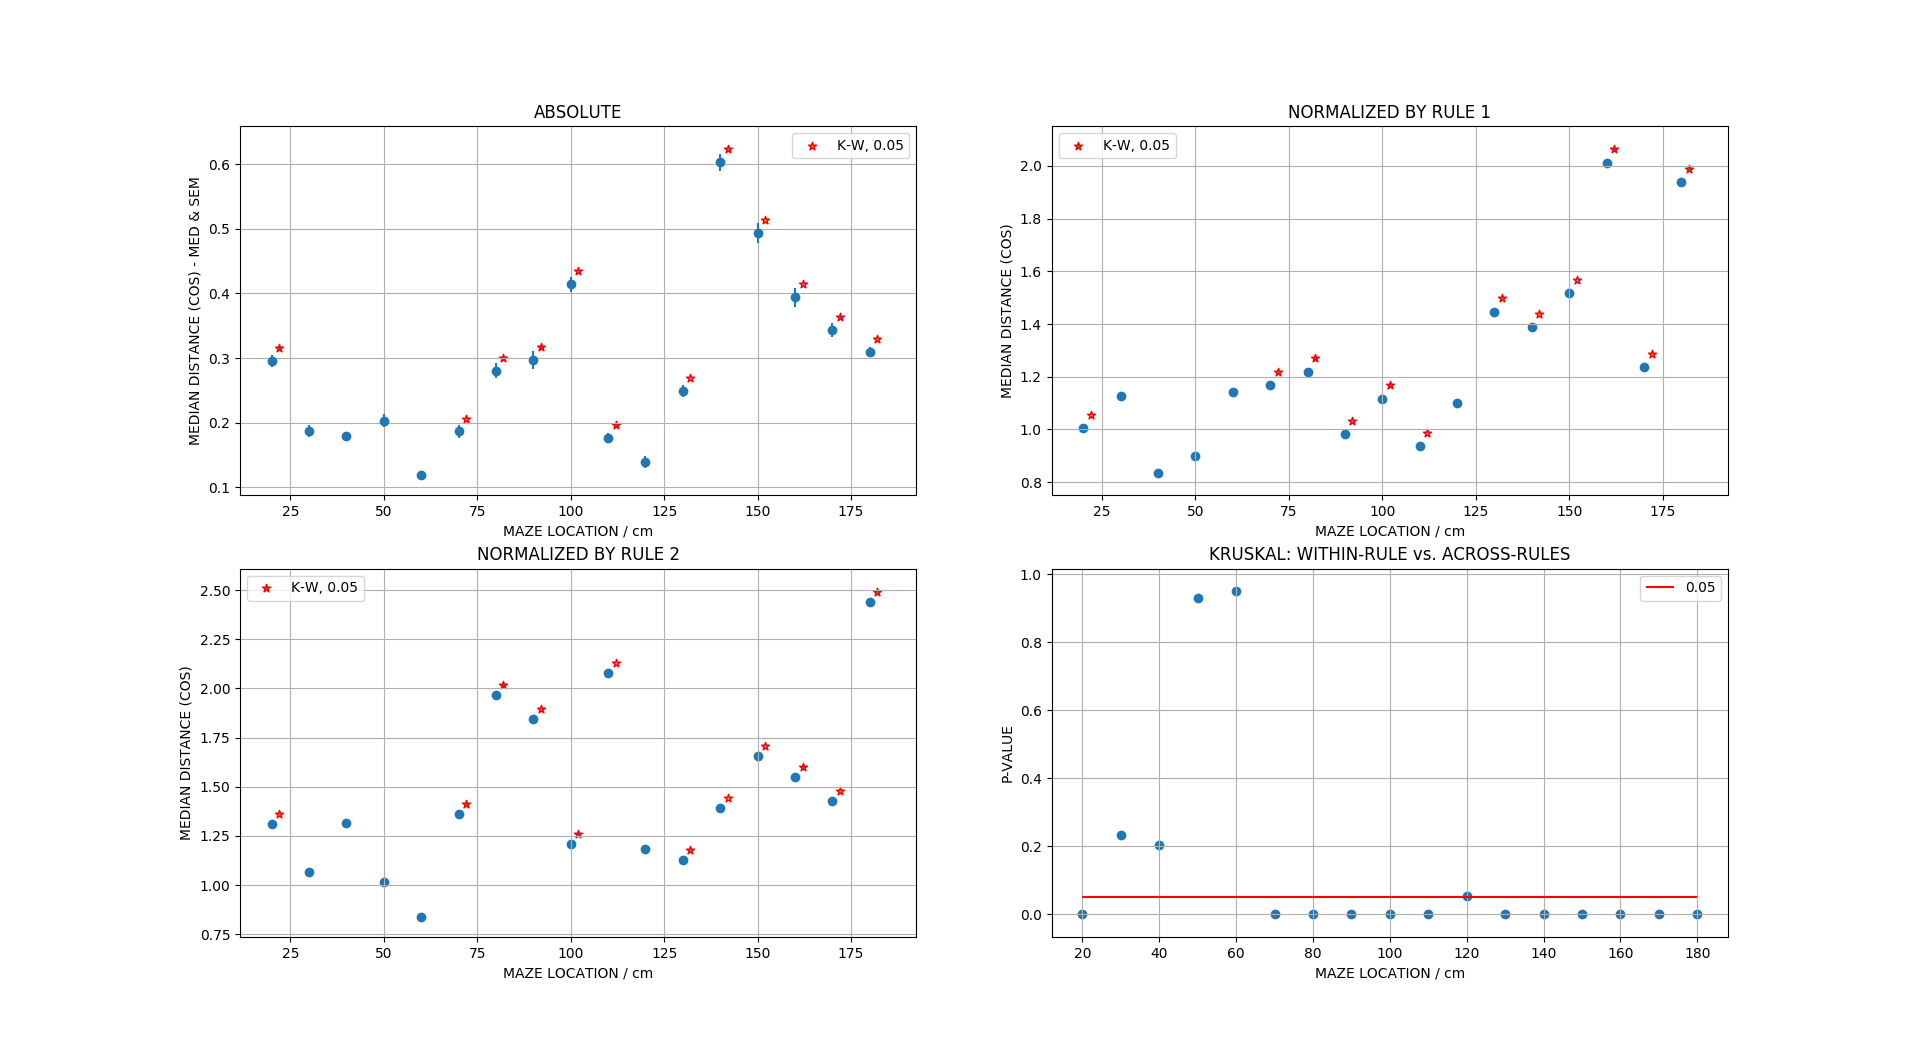 ABSOLUTE
K-W, 0.05
MEDIAN DISTANCE (COS) - MED & SEM
0.6
0.5
0.4
0.3
0.2
0.1
25 50 75 100 125 150 175
MAZE LOCATION / cm
NORMALIZED BY RULE 1
K-W, 0.05
MEDIAN DISTANCE (COS)
2.0
1.8
1.6
1.4
1.2
1.0
0.8
25 50 75 100 125 150 175
MAZE LOCATION / cm
NORMALIZED BY RULE 2
K-W, 0.05
MEDIAN DISTANCE (COS)
2.50
2.25
2.00
1.75
1.50
1.25
1.00
0.75
25 50 75 100 125 150 175
MAZE LOCATION / cm
KRUSKAL: WITHIN-RULE vs. ACROSS-RULES
0.05
P-VALUE
1.0
0.8
0.6
0.4
0.2
0.0
20 40 60 80 100 120 140 160 180
MAZE LOCATION / cm